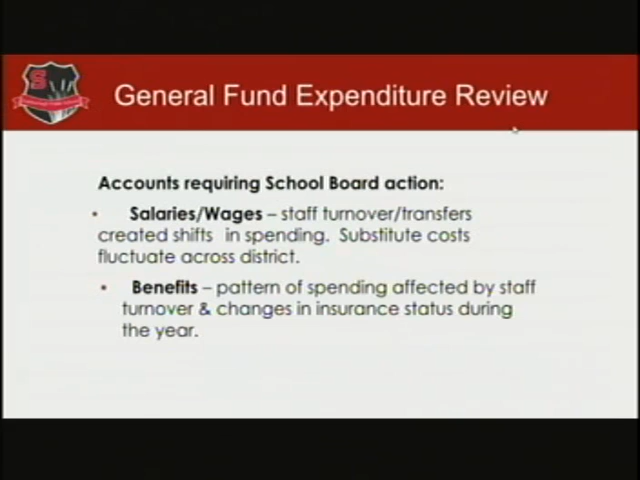 S
General Fund Expenditure Review
Accounts requiring School Board action:
• Salaries/Wages – staff turnover/transfers
created shifts in spending. Substitute costs
fluctuate across district.
• Benefits – pattern of spending affected by staff
turnover & changes in insurance status during
the year.